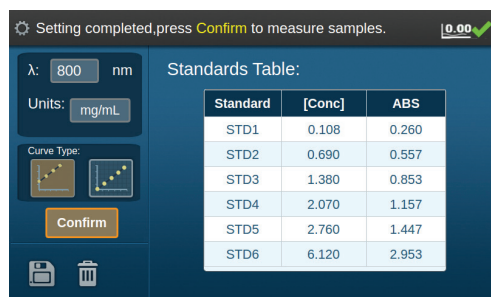 Setting completed,press Confirm to measure samples.
0.00
λ: 800 nm
Units: mg/mL
Curve Type:
Confirm
Standards Table:
Standard [Conc] ABS
STD1 0.108 0.260
STD2 0.690 0.557
STD3 1.380 0.853
STD4 2.070 1.157
STD5 2.760 1.447
STD6 6.120 2.953